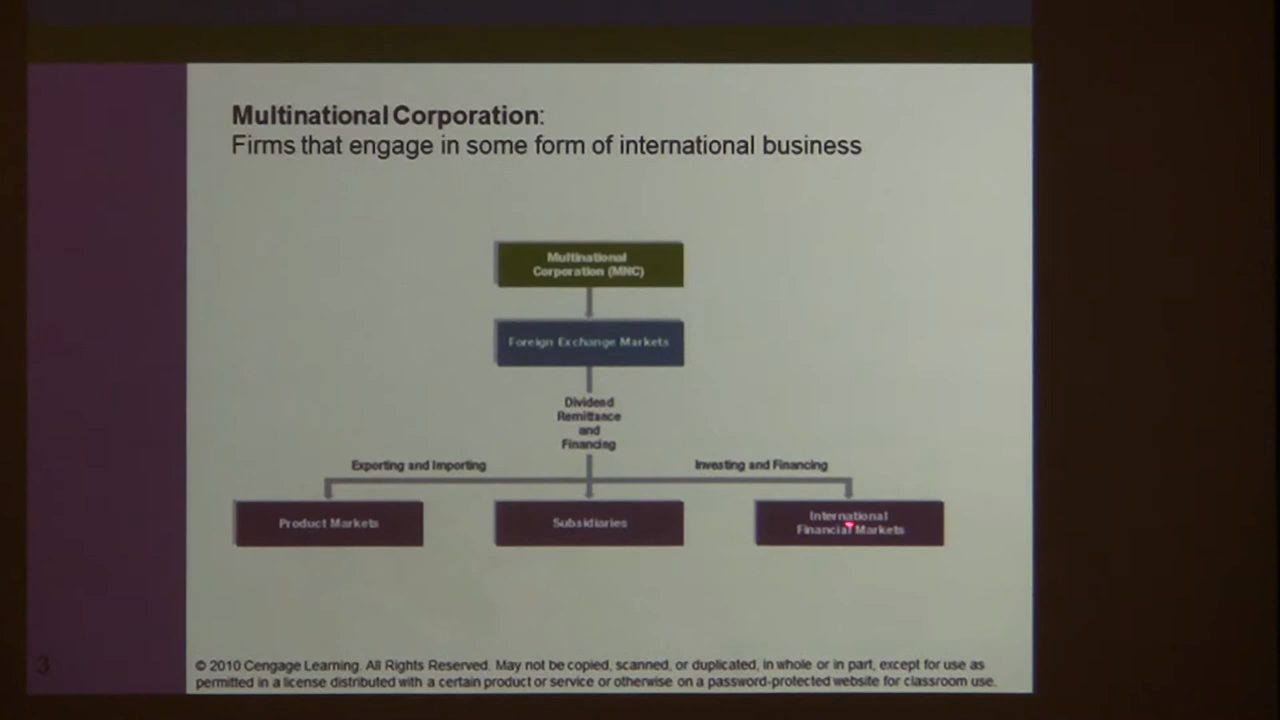 Multinational Corporation:
Firms that engage in some form of international business
Multinational
Corporation (MNC)
Foreign Exchange Markets
Dividend
Remittance
and
Financing
Exporting and Importing
Investing and Financing
Product Markets
Subsidiaries
International
Financial Markets
3
© 2010 Cengage Learning. All Rights Reserved. May not be copied, scanned, or duplicated, in whole or in part, except for use as
permitted in a license distributed with a certain product or service or otherwise on a password-protected website for classroom use.